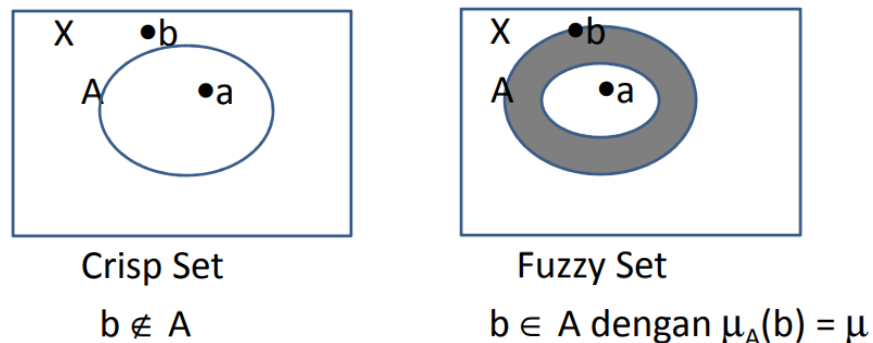 X •b
A •a
Crisp Set
b ∉ A
X •b
A •a
Fuzzy Set
b ∈ A dengan μA(b) = μ